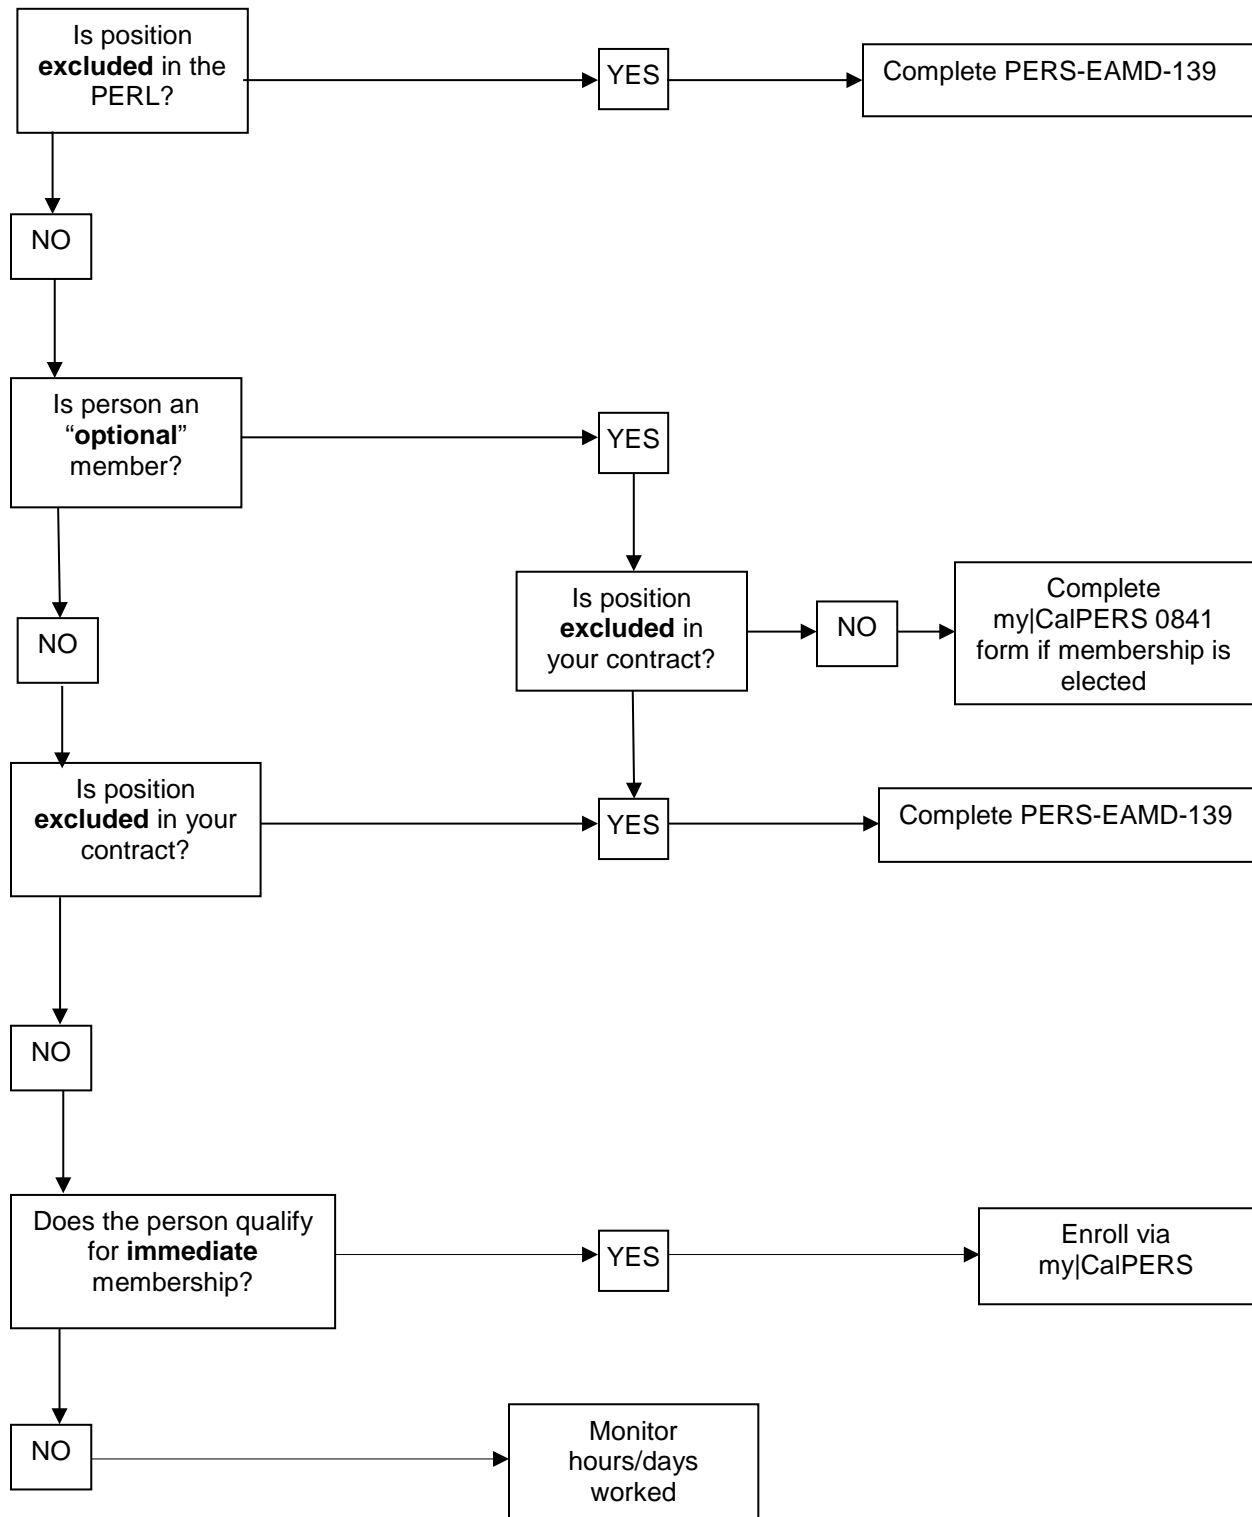 Is position
excluded in the
PERL?
YES
Complete PERS-EAMD-139
NO
Is person an
“optional”
member?
YES
Is position
excluded in
your contract?
NO
Complete
my|CalPERS 0841
form if membership is
elected
NO
Is position
excluded in your
contract?
YES
Complete PERS-EAMD-139
NO
Does the person qualify
for immediate
membership?
YES
Enroll via
my|CalPERS
NO
Monitor
hours/days
worked